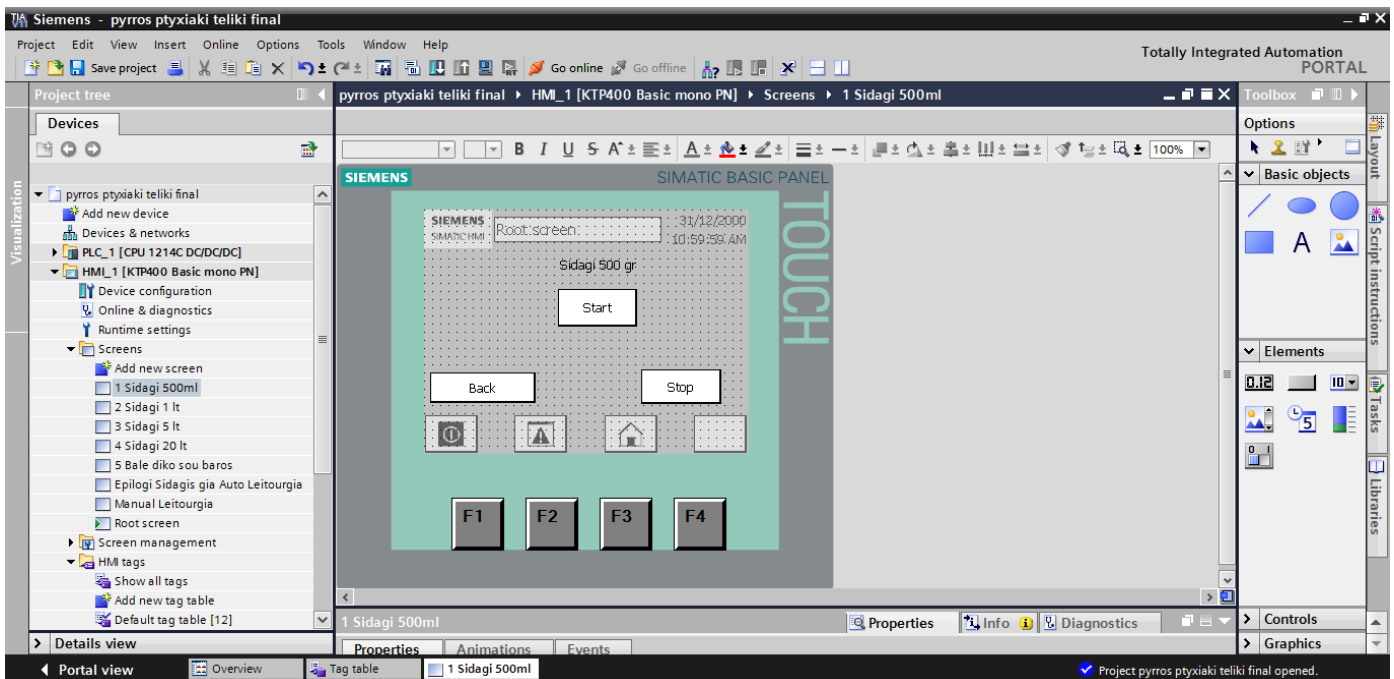 Siemens - pyrros ptyxiaki teliki final
Project Edit View Insert Online Options Tools Window Help
Totally Integrated Automation
PORTAL
Save project
Go online
Go offline
Project tree
pyrros ptyxiaki teliki final HMI_1 [KTP400 Basic mono PN] Screens 1 Sidagi 500ml
Toolbox
Devices
Options
B I U S A A 100%
Visualization
pyrros ptyxiaki teliki final
Add new device
Devices & networks
PLC_1 [CPU 1214C DC/DC/DC]
HMI_1 [KTP400 Basic mono PN]
Device configuration
Online & diagnostics
Runtime settings
Screens
Add new screen
1 Sidagi 500ml
2 Sidagi 1 lt
3 Sidagi 5 lt
4 Sidagi 20 lt
5 Bale diko sou baros
Epilogi Sidagis gia Auto Leitourgia
Manual Leitourgia
Root screen
Screen management
HMI tags
Show all tags
Add new tag table
Default tag table [12]
Details view
SIEMENS
SIMATIC BASIC PANEL
TOUCH
SIEMENS
SIMATIC HMI
Root screen
31/12/2000
10:59:59 AM
Sidagi 500 gr
Start
Back
Stop
F1 F2 F3 F4
1 Sidagi 500ml
Properties
Info
Diagnostics
Properties Animations Events
Basic objects
A
Elements
0.12
10
5
0 1
Controls
Graphics
Layout
Script instructions
Tasks
Libraries
Portal view
Overview
Tag table
1 Sidagi 500ml
Project pyrros ptyxiaki teliki final opened.